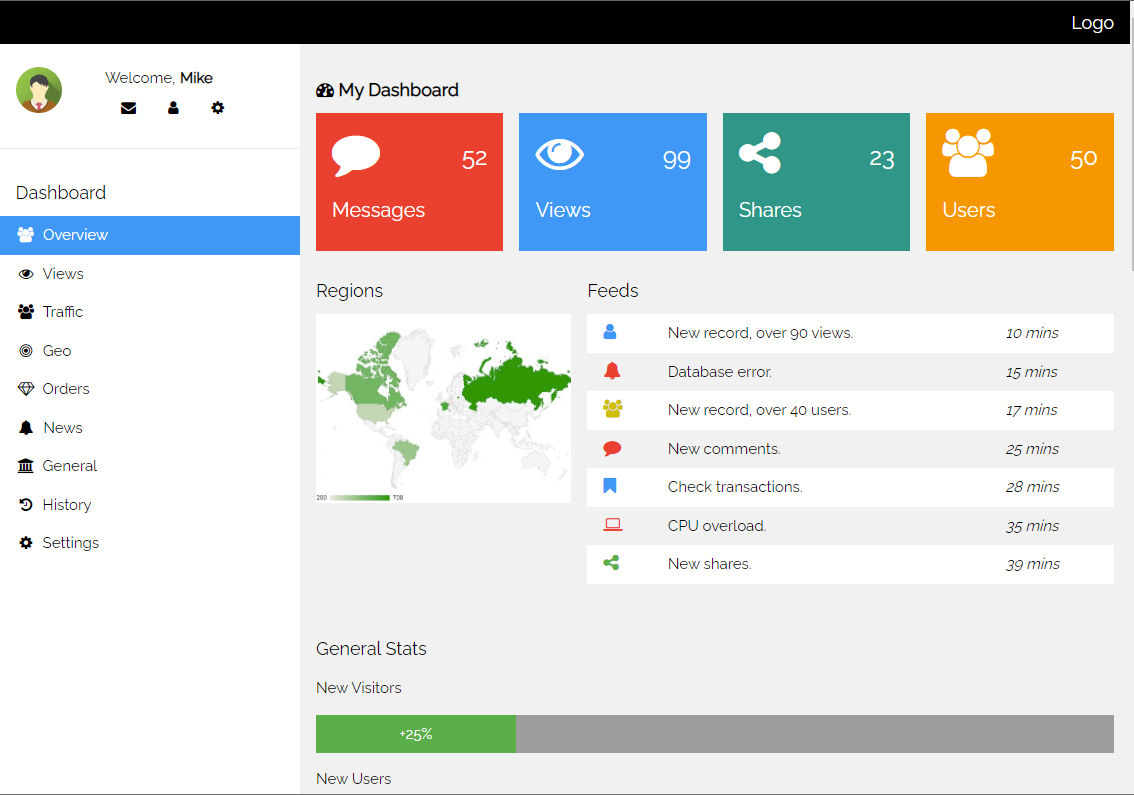 Logo
Welcome, Mike
Dashboard
Overview
Views
Traffic
Geo
Orders
News
General
History
Settings
My Dashboard
52
Messages
99
Views
23
Shares
50
Users
Regions
200 700
Feeds
New record, over 90 views. 10 mins
Database error. 15 mins
New record, over 40 users. 17 mins
New comments. 25 mins
Check transactions. 28 mins
CPU overload. 35 mins
New shares. 39 mins
General Stats
New Visitors
+25%
New Users